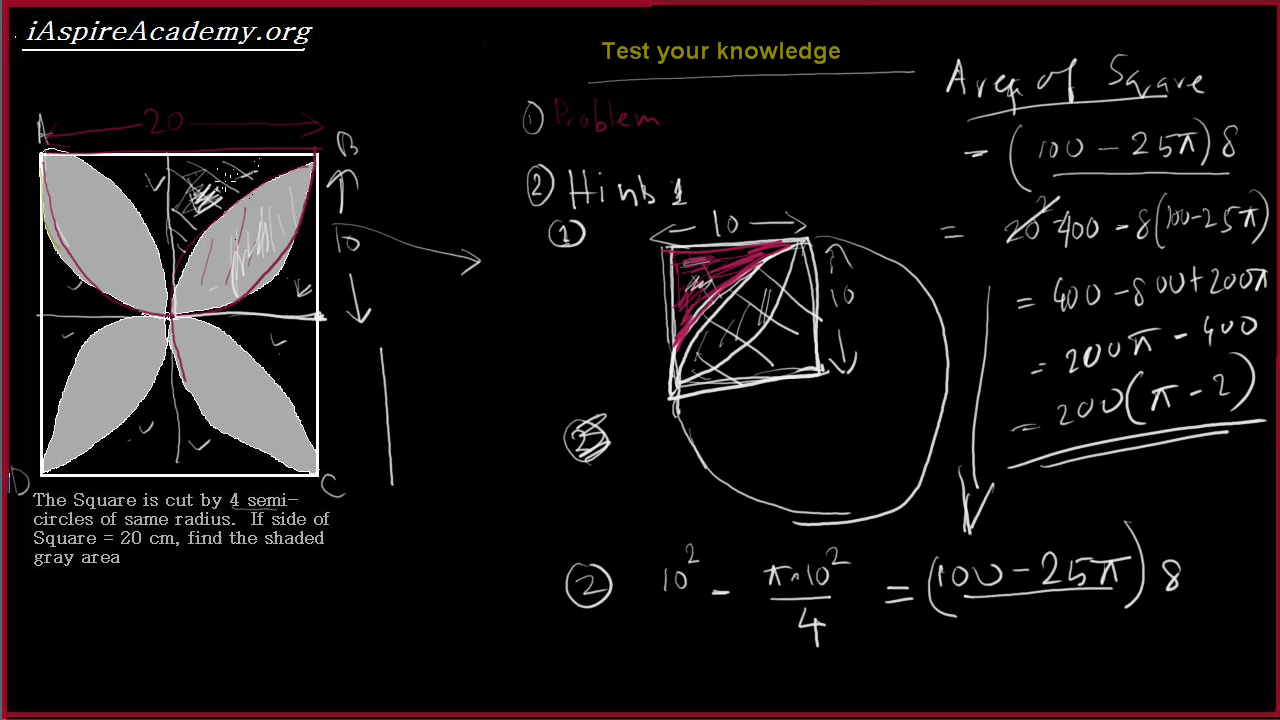 iAspireAcademy.org
Test your knowledge
Area of Square
= (100 - 25π) 8
= 20² 400 - 8(100-25π)
= 400 - 800 + 200π
= 200π - 400
= 200(π - 2)
① Problem
② Hints 1
①
10
10
②
② 10² - π·10²/4 = (100 - 25π) 8
20
A
B
10
D
C
The Square is cut by 4 semi-
circles of same radius. If side of
Square = 20 cm, find the shaded
gray area